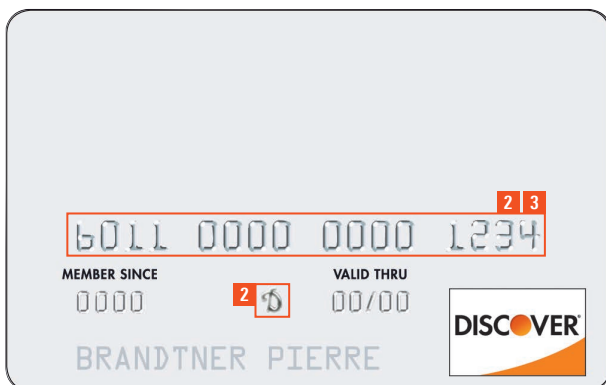 2 3
6011 0000 0000 1234
MEMBER SINCE VALID THRU
0000 2 D 00/00
DISCOVER
BRANDTNER PIERRE